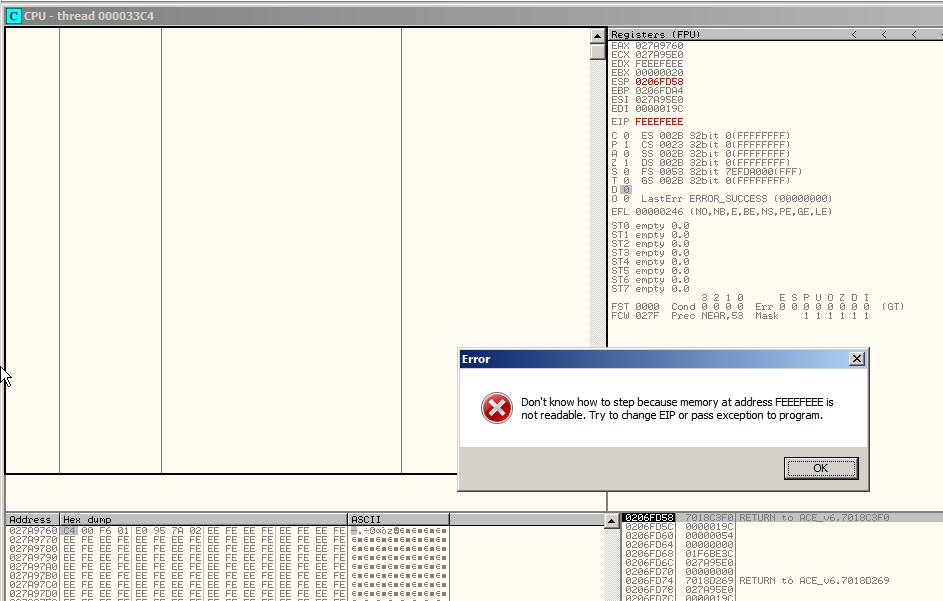 C CPU - thread 000033C4
Registers (FPU) < < <
EAX 027A9760
ECX 027A95E0
EDX FEEEFEEE
EBX 00000020
ESP 0206FD58
EBP 0206FDA4
ESI 027A95E0
EDI 0000019C
EIP FEEEFEEE
C 0 ES 002B 32bit 0(FFFFFFFF)
P 1 CS 0023 32bit 0(FFFFFFFF)
A 0 SS 002B 32bit 0(FFFFFFFF)
Z 1 DS 002B 32bit 0(FFFFFFFF)
S 0 FS 0053 32bit 7EFDA000(FFF)
T 0 GS 002B 32bit 0(FFFFFFFF)
D 0
O 0 LastErr ERROR_SUCCESS (00000000)
EFL 00000246 (NO,NB,E,BE,NS,PE,GE,LE)
ST0 empty 0.0
ST1 empty 0.0
ST2 empty 0.0
ST3 empty 0.0
ST4 empty 0.0
ST5 empty 0.0
ST6 empty 0.0
ST7 empty 0.0
3 2 1 0 E S P U O Z D I
FST 0000 Cond 0 0 0 0 Err 0 0 0 0 0 0 0 0 (GT)
FCW 027F Prec NEAR,53 Mask 1 1 1 1 1 1
Error
Don't know how to step because memory at address FEEEFEEE is
not readable. Try to change EIP or pass exception to program.
OK
Address Hex dump ASCII
027A9760 C4 00 F6 01 E0 95 7A 02 EE FE EE FE EE FE EE FE
027A9770 EE FE EE FE EE FE EE FE EE FE EE FE EE FE EE FE
027A9780 EE FE EE FE EE FE EE FE EE FE EE FE EE FE EE FE
027A9790 EE FE EE FE EE FE EE FE EE FE EE FE EE FE EE FE
027A97A0 EE FE EE FE EE FE EE FE EE FE EE FE EE FE EE FE
027A97B0 EE FE EE FE EE FE EE FE EE FE EE FE EE FE EE FE
027A97C0 EE FE EE FE EE FE EE FE EE FE EE FE EE FE EE FE
027A97D0 EE FE EE FE EE FE EE FE EE FE EE FE EE FE EE FE
0206FD58 7018C3F0 RETURN to ACE_v6.7018C3F0
0206FD5C 0000019C
0206FD60 00000054
0206FD64 00000000
0206FD68 01F6BE3C
0206FD6C 027A95E0
0206FD70 00000000
0206FD74 7018D269 RETURN to ACE_v6.7018D269
0206FD78 027A95E0
0206FD7C 0000019C